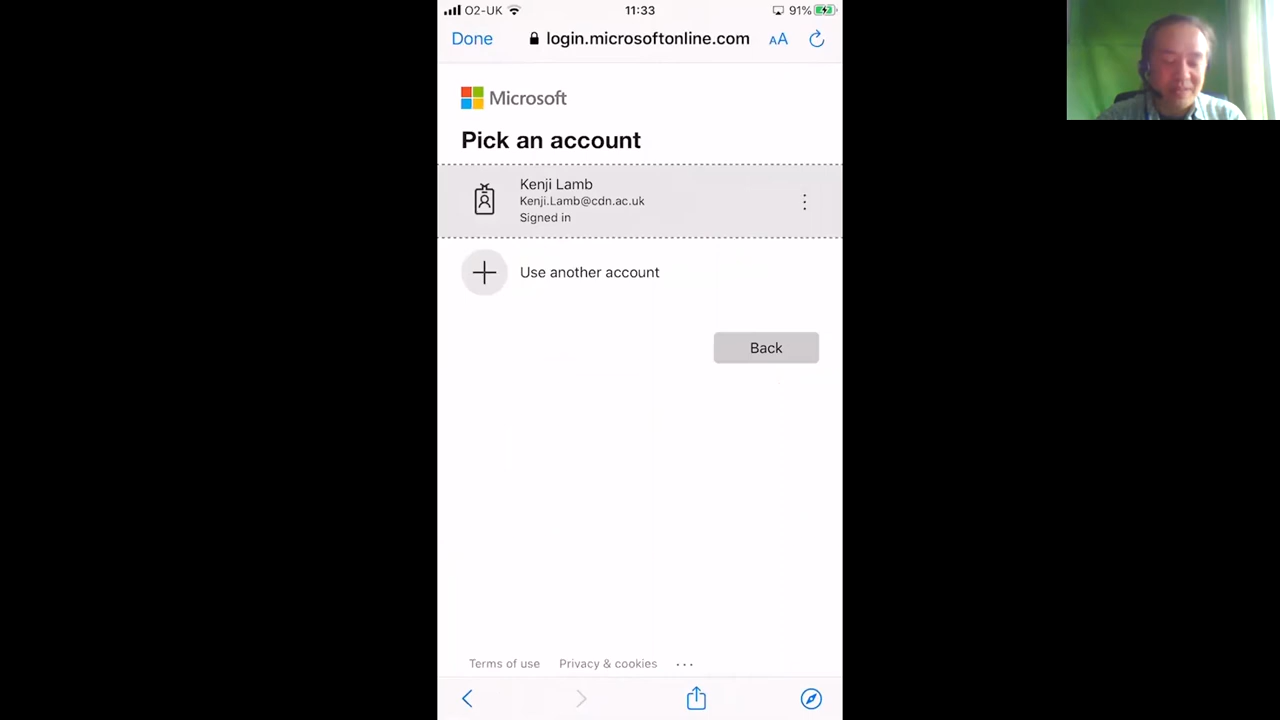 O2-UK 11:33 91%
Done login.microsoftonline.com AA
Microsoft
Pick an account
Kenji Lamb
Kenji.Lamb@cdn.ac.uk
Signed in
Use another account
Back
Terms of use Privacy & cookies ...